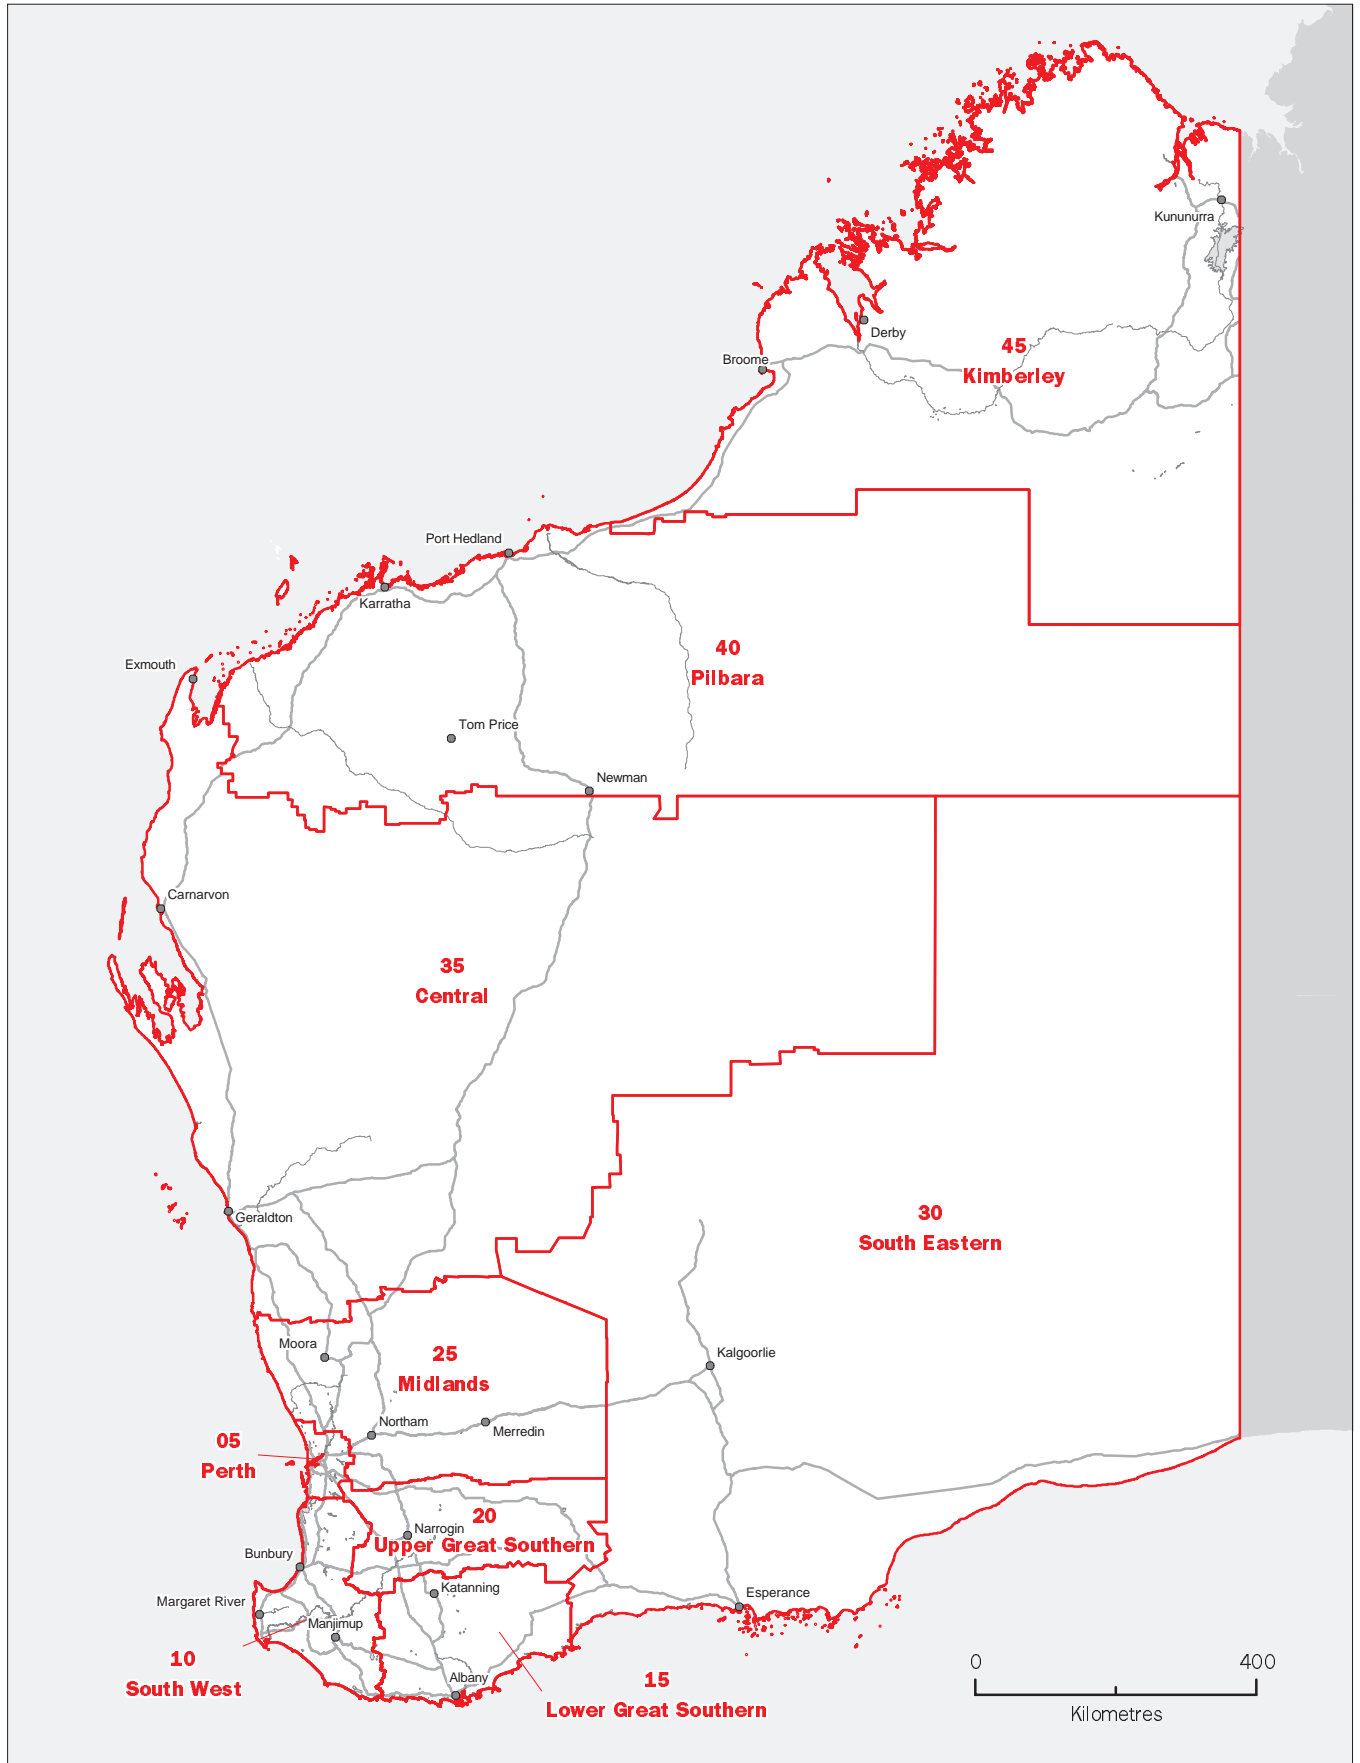 Kununurra
Derby
Broome
45
Kimberley
Port Hedland
Karratha
Exmouth
40
Pilbara
Tom Price
Newman
Carnarvon
35
Central
Geraldton
30
South Eastern
Moora
25
Midlands
Kalgoorlie
Northam
Merredin
05
Perth
20
Narrogin
Upper Great Southern
Bunbury
Katanning
Esperance
Margaret River
Manjimup
10
South West
Albany
15
Lower Great Southern
0 400
Kilometres